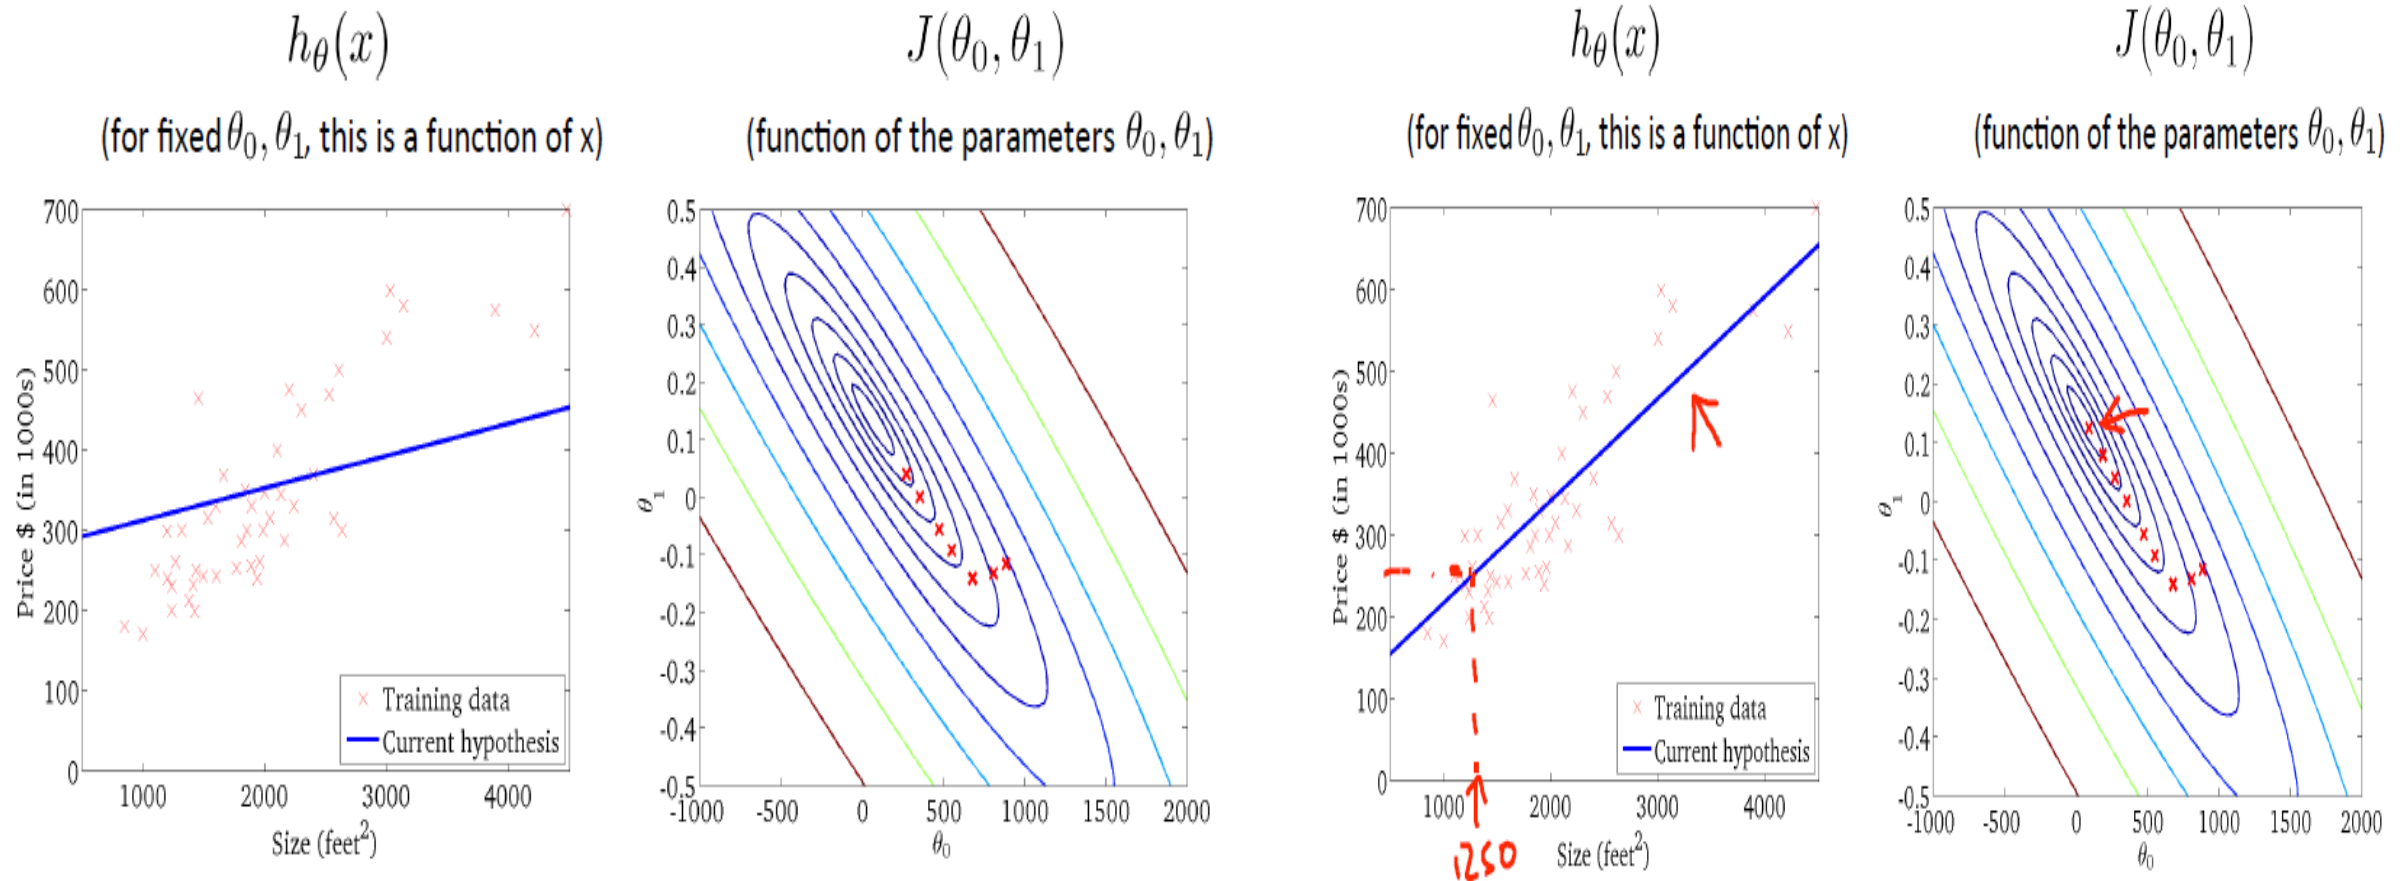 h_θ(x)
(for fixed θ₀, θ₁, this is a function of x)
700
600
500
400
300
200
100
0
Price $ (in 1000s)
1000 2000 3000 4000
Size (feet²)
Training data
Current hypothesis
J(θ₀, θ₁)
(function of the parameters θ₀, θ₁)
0.5
0.4
0.3
0.2
0.1
0
-0.1
-0.2
-0.3
-0.4
-0.5
θ₁
-1000 -500 0 500 1000 1500 2000
θ₀
h_θ(x)
(for fixed θ₀, θ₁, this is a function of x)
700
600
500
400
300
200
100
0
Price $ (in 1000s)
1000 2000 3000 4000
1250
Size (feet²)
Training data
Current hypothesis
J(θ₀, θ₁)
(function of the parameters θ₀, θ₁)
0.5
0.4
0.3
0.2
0.1
0
-0.1
-0.2
-0.3
-0.4
-0.5
θ₁
-1000 -500 0 500 1000 1500 2000
θ₀